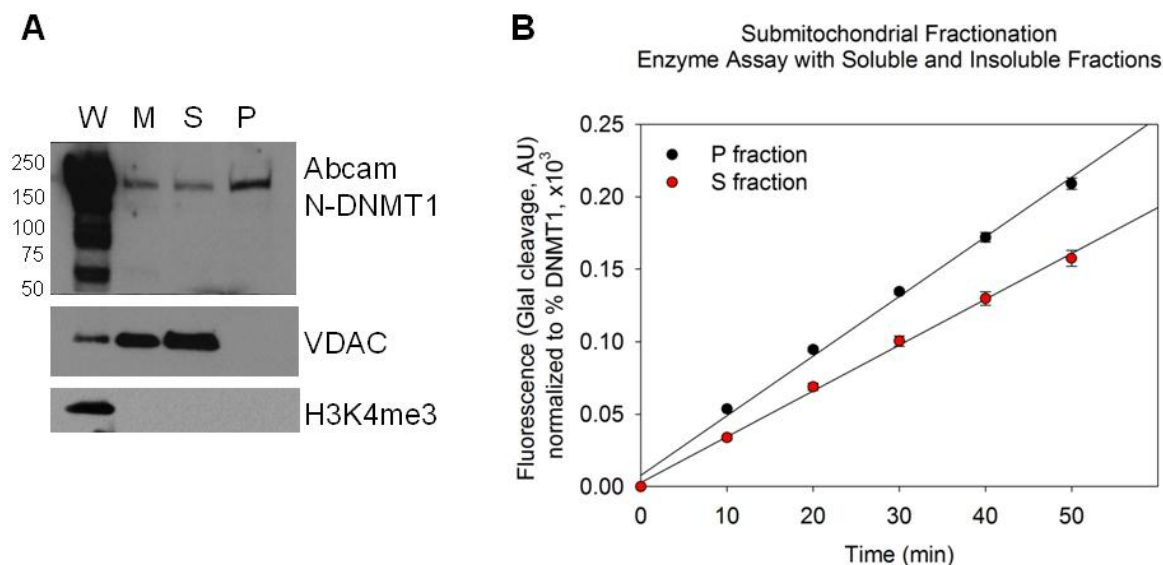 A
W M S P
250
150
100
75
50
Abcam
N-DNMT1
VDAC
H3K4me3
B
Submitochondrial Fractionation
Enzyme Assay with Soluble and Insoluble Fractions
Fluorescence (GlaI cleavage, AU)
normalized to % DNMT1, x10³
0.25
0.20
0.15
0.10
0.05
0.00
P fraction
S fraction
0 10 20 30 40 50
Time (min)